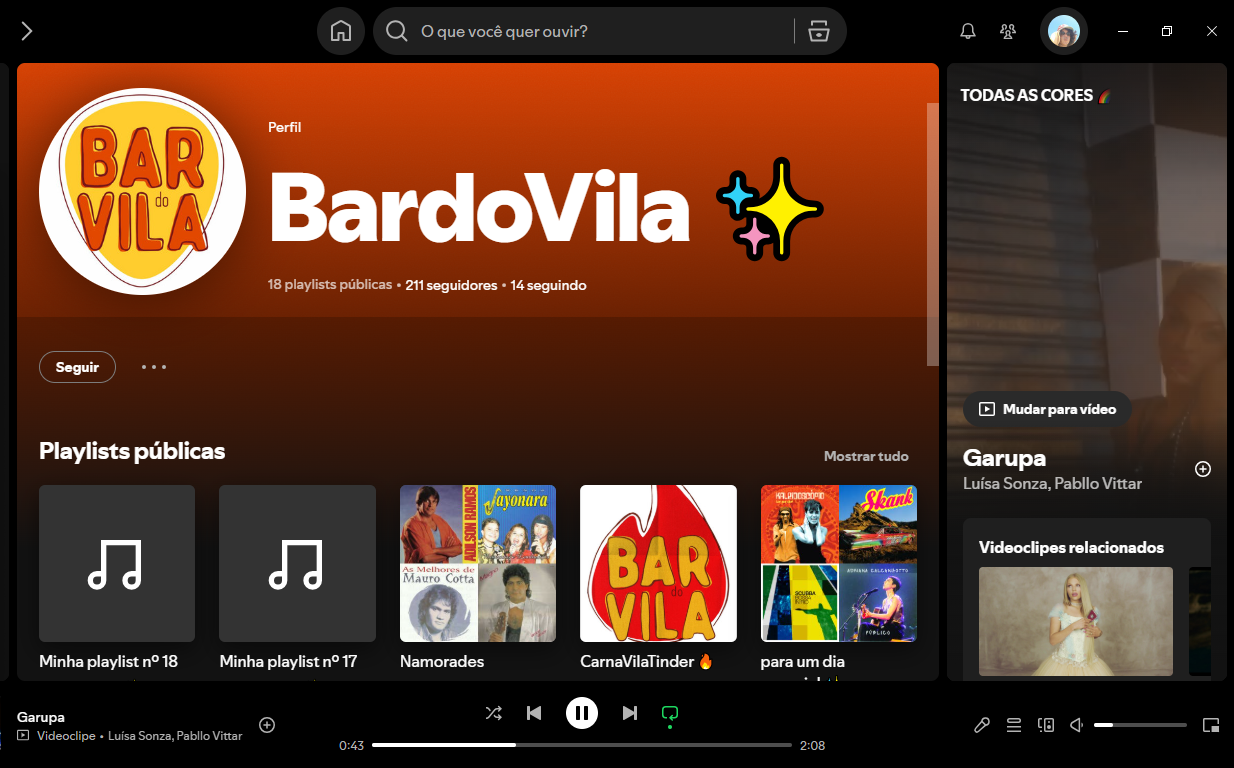 O que você quer ouvir?
BAR
do
VILA
Perfil
BardoVila
18 playlists públicas • 211 seguidores • 14 seguindo
Seguir
Playlists públicas
Mostrar tudo
ADILSON RAMOS
Sayonara
As Melhores de
Mauro Cotta
KALEIDOSCÓPIO
Skank
ADRIANA CALCANHOTTO
PÚBLICO
BAR
do
VILA
Minha playlist nº 18
Minha playlist nº 17
Namorades
CarnaVilaTinder 🔥
para um dia
TODAS AS CORES
Mudar para vídeo
Garupa
Luísa Sonza, Pabllo Vittar
Videoclipes relacionados
Garupa
Videoclipe • Luísa Sonza, Pabllo Vittar
0:43
2:08